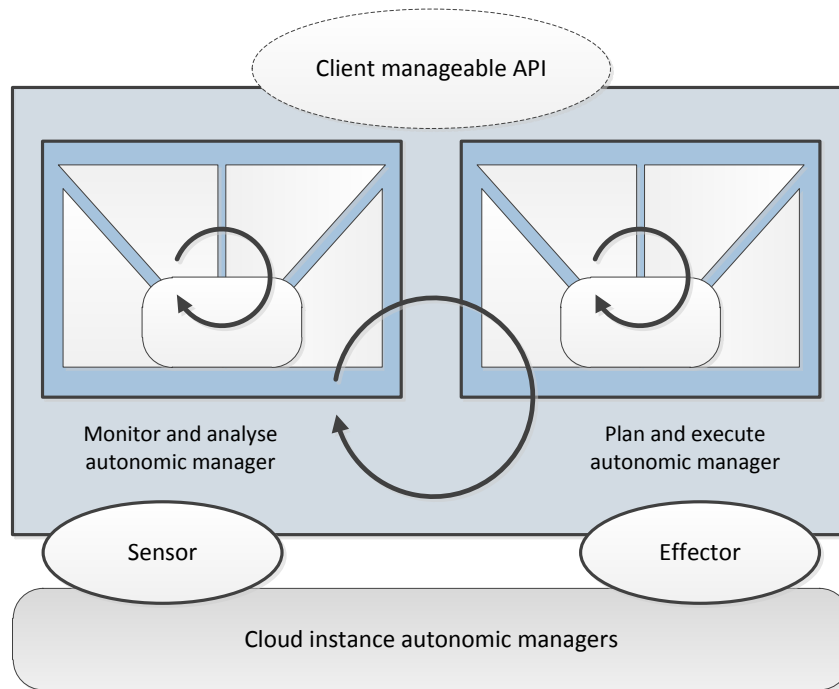 Client manageable API
Monitor and analyse
autonomic manager
Plan and execute
autonomic manager
Sensor
Effector
Cloud instance autonomic managers